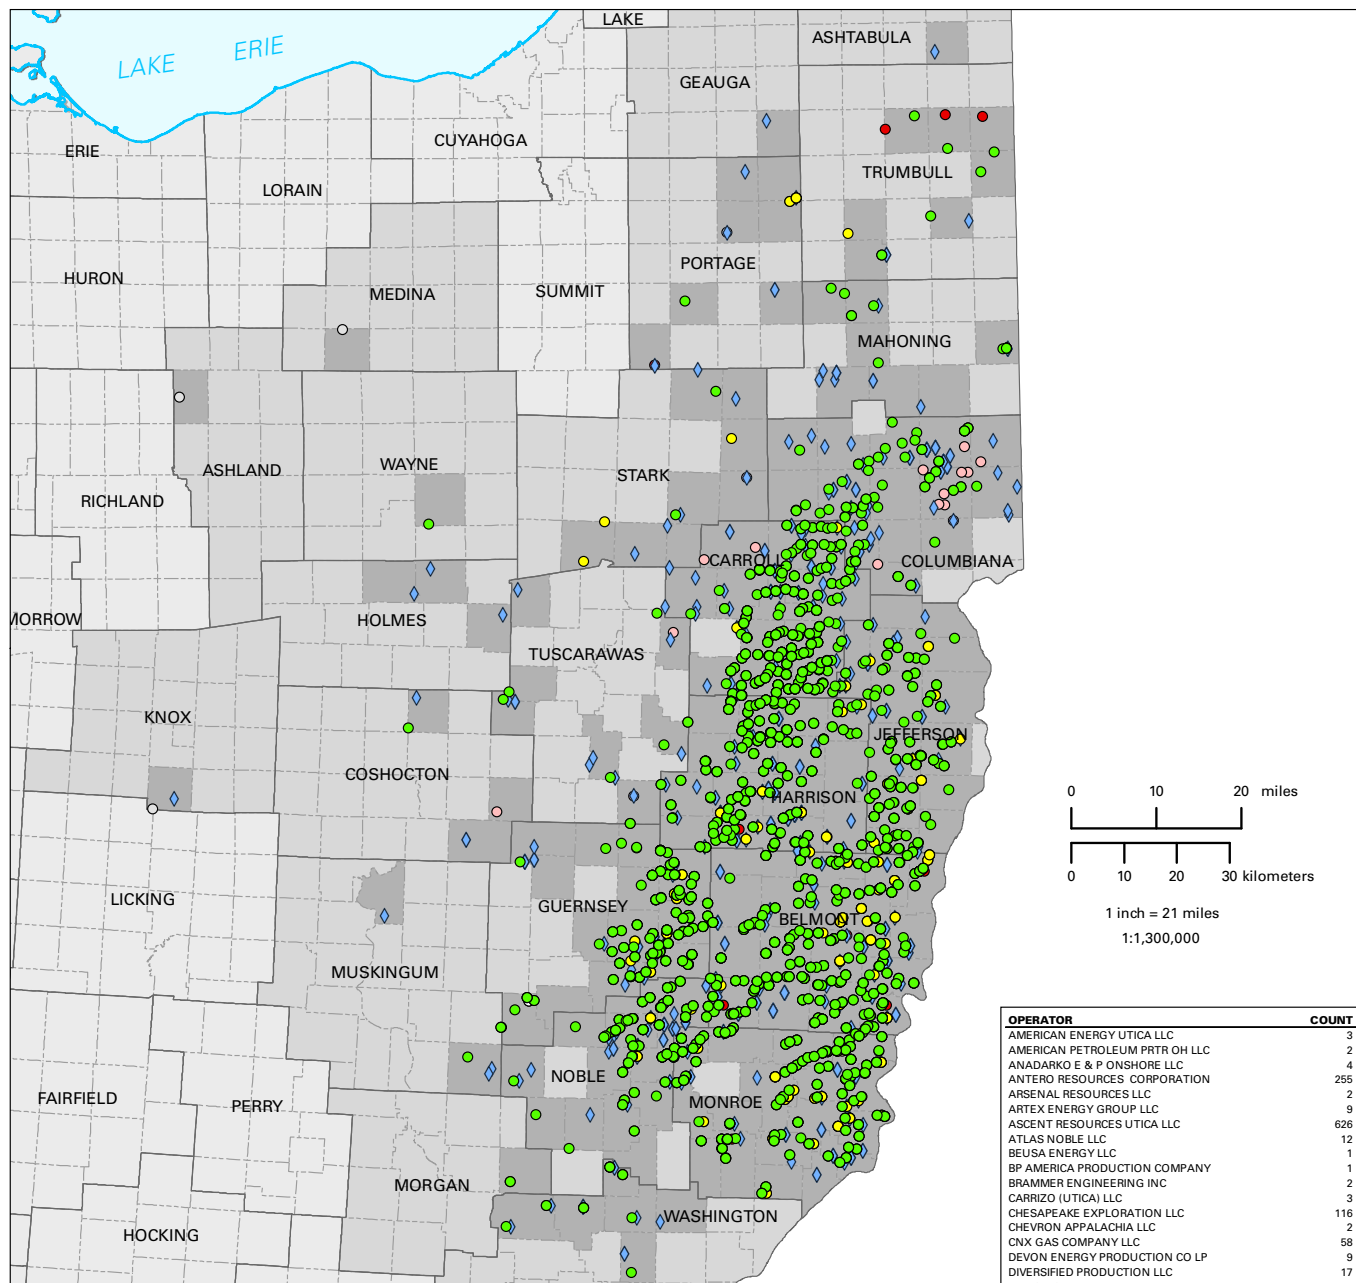 LAKE
ASHTABULA
LAKE ERIE
GEAUGA
CUYAHOGA
ERIE
TRUMBULL
LORAIN
PORTAGE
HURON
MEDINA
SUMMIT
MAHONING
WAYNE
ASHLAND
STARK
RICHLAND
CARROLL
COLUMBIANA
MORROW
HOLMES
TUSCARAWAS
KNOX
JEFFERSON
COSHOCTON
HARRISON
0 10 20 miles
0 10 20 30 kilometers
LICKING
GUERNSEY
BELMONT
1 inch = 21 miles
1:1,300,000
MUSKINGUM
NOBLE
FAIRFIELD
PERRY
MONROE
MORGAN
WASHINGTON
HOCKING
OPERATOR COUNT
AMERICAN ENERGY UTICA LLC 3
AMERICAN PETROLEUM PRTR OH LLC 2
ANADARKO E & P ONSHORE LLC 4
ANTERO RESOURCES CORPORATION 255
ARSENAL RESOURCES LLC 2
ARTEX ENERGY GROUP LLC 9
ASCENT RESOURCES UTICA LLC 626
ATLAS NOBLE LLC 12
BEUSA ENERGY LLC 1
BP AMERICA PRODUCTION COMPANY 1
BRAMMER ENGINEERING INC 2
CARRIZO (UTICA) LLC 3
CHESAPEAKE EXPLORATION LLC 116
CHEVRON APPALACHIA LLC 2
CNX GAS COMPANY LLC 58
DEVON ENERGY PRODUCTION CO LP 9
DIVERSIFIED PRODUCTION LLC 17